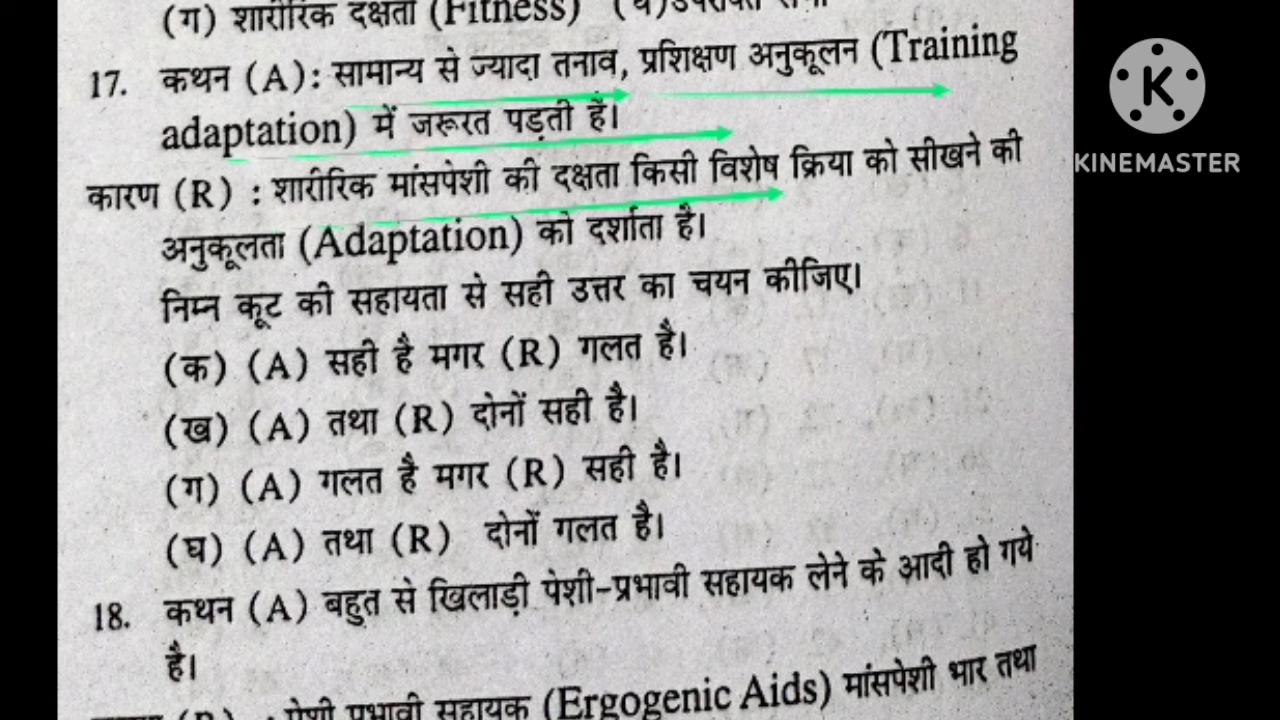 (ग) शारीरिक दक्षता (Fitness)
17. कथन (A): सामान्य से ज्यादा तनाव, प्रशिक्षण अनुकूलन (Training
adaptation) में जरूरत पड़ती है।
कारण (R) : शारीरिक मांसपेशी की दक्षता किसी विशेष क्रिया को सीखने की
अनुकूलता (Adaptation) को दर्शाता है।
निम्न कूट की सहायता से सही उत्तर का चयन कीजिए।
(क) (A) सही है मगर (R) गलत है।
(ख) (A) तथा (R) दोनों सही है।
(ग) (A) गलत है मगर (R) सही है।
(घ) (A) तथा (R) दोनों गलत है।
18. कथन (A) बहुत से खिलाड़ी पेशी-प्रभावी सहायक लेने के आदी हो गये
है।
(R) : पेशी प्रभावी सहायक (Ergogenic Aids) मांसपेशी भार तथा
K
KINEMASTER